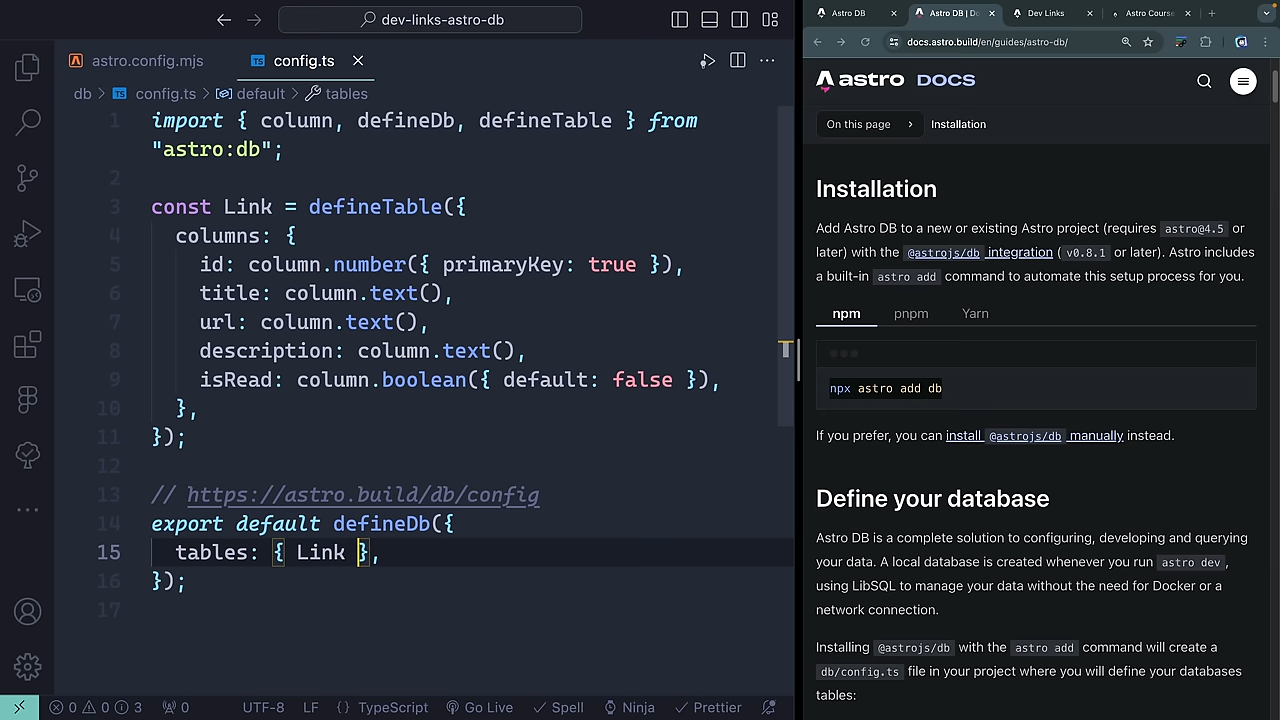 dev-links-astro-db
astro.config.mjs
TS config.ts
db > TS config.ts > default > tables
1 import { column, defineDb, defineTable } from
"astro:db";
2
3 const Link = defineTable({
4 columns: {
5 id: column.number({ primaryKey: true }),
6 title: column.text(),
7 url: column.text(),
8 description: column.text(),
9 isRead: column.boolean({ default: false }),
10 },
11 });
12
13 // https://astro.build/db/config
14 export default defineDb({
15 tables: { Link },
16 });
17
0 0 3 0 UTF-8 LF {} TypeScript Go Live Spell Ninja Prettier
Astro DB
Astro DB | Do
Dev Links
Astro Course
docs.astro.build/en/guides/astro-db/
astro DOCS
On this page > Installation
Installation
Add Astro DB to a new or existing Astro project (requires astro@4.5 or
later) with the @astrojs/db integration ( v0.8.1 or later). Astro includes
a built-in astro add command to automate this setup process for you.
npm pnpm Yarn
npx astro add db
If you prefer, you can install @astrojs/db manually instead.
Define your database
Astro DB is a complete solution to configuring, developing and querying
your data. A local database is created whenever you run astro dev,
using LibSQL to manage your data without the need for Docker or a
network connection.
Installing @astrojs/db with the astro add command will create a
db/config.ts file in your project where you will define your databases
tables: